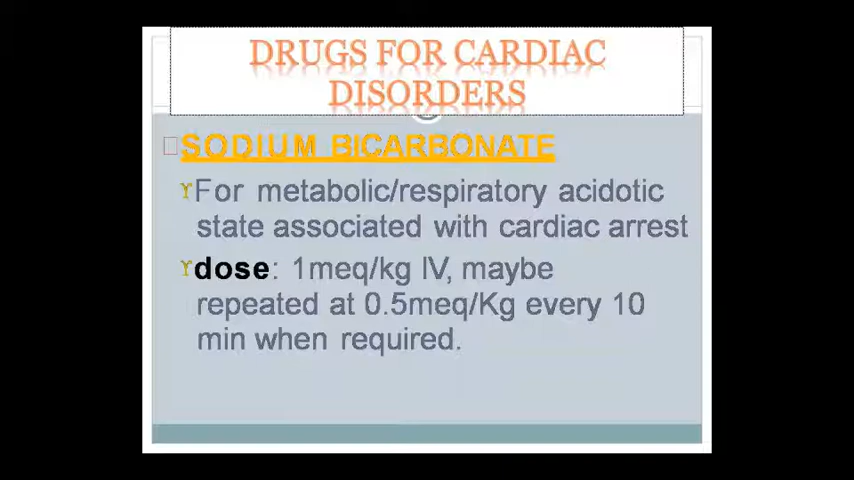 DRUGS FOR CARDIAC
DISORDERS
SODIUM BICARBONATE
For metabolic/respiratory acidotic
state associated with cardiac arrest
dose: 1meq/kg IV, maybe
repeated at 0.5meq/Kg every 10
min when required.